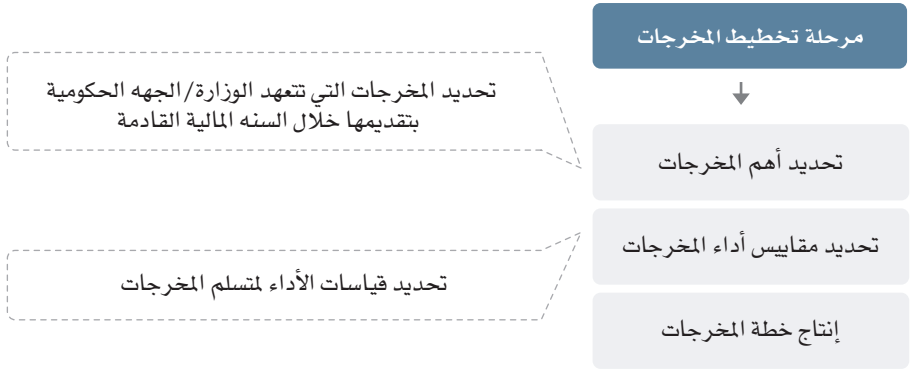 مرحلة تخطيط المخرجات
تحديد المخرجات التي تتعهد الوزارة/الجهه الحكومية
بتقديمها خلال السنه المالية القادمة
تحديد أهم المخرجات
تحديد مقاييس أداء المخرجات
تحديد قياسات الأداء لمتسلم المخرجات
إنتاج خطة المخرجات